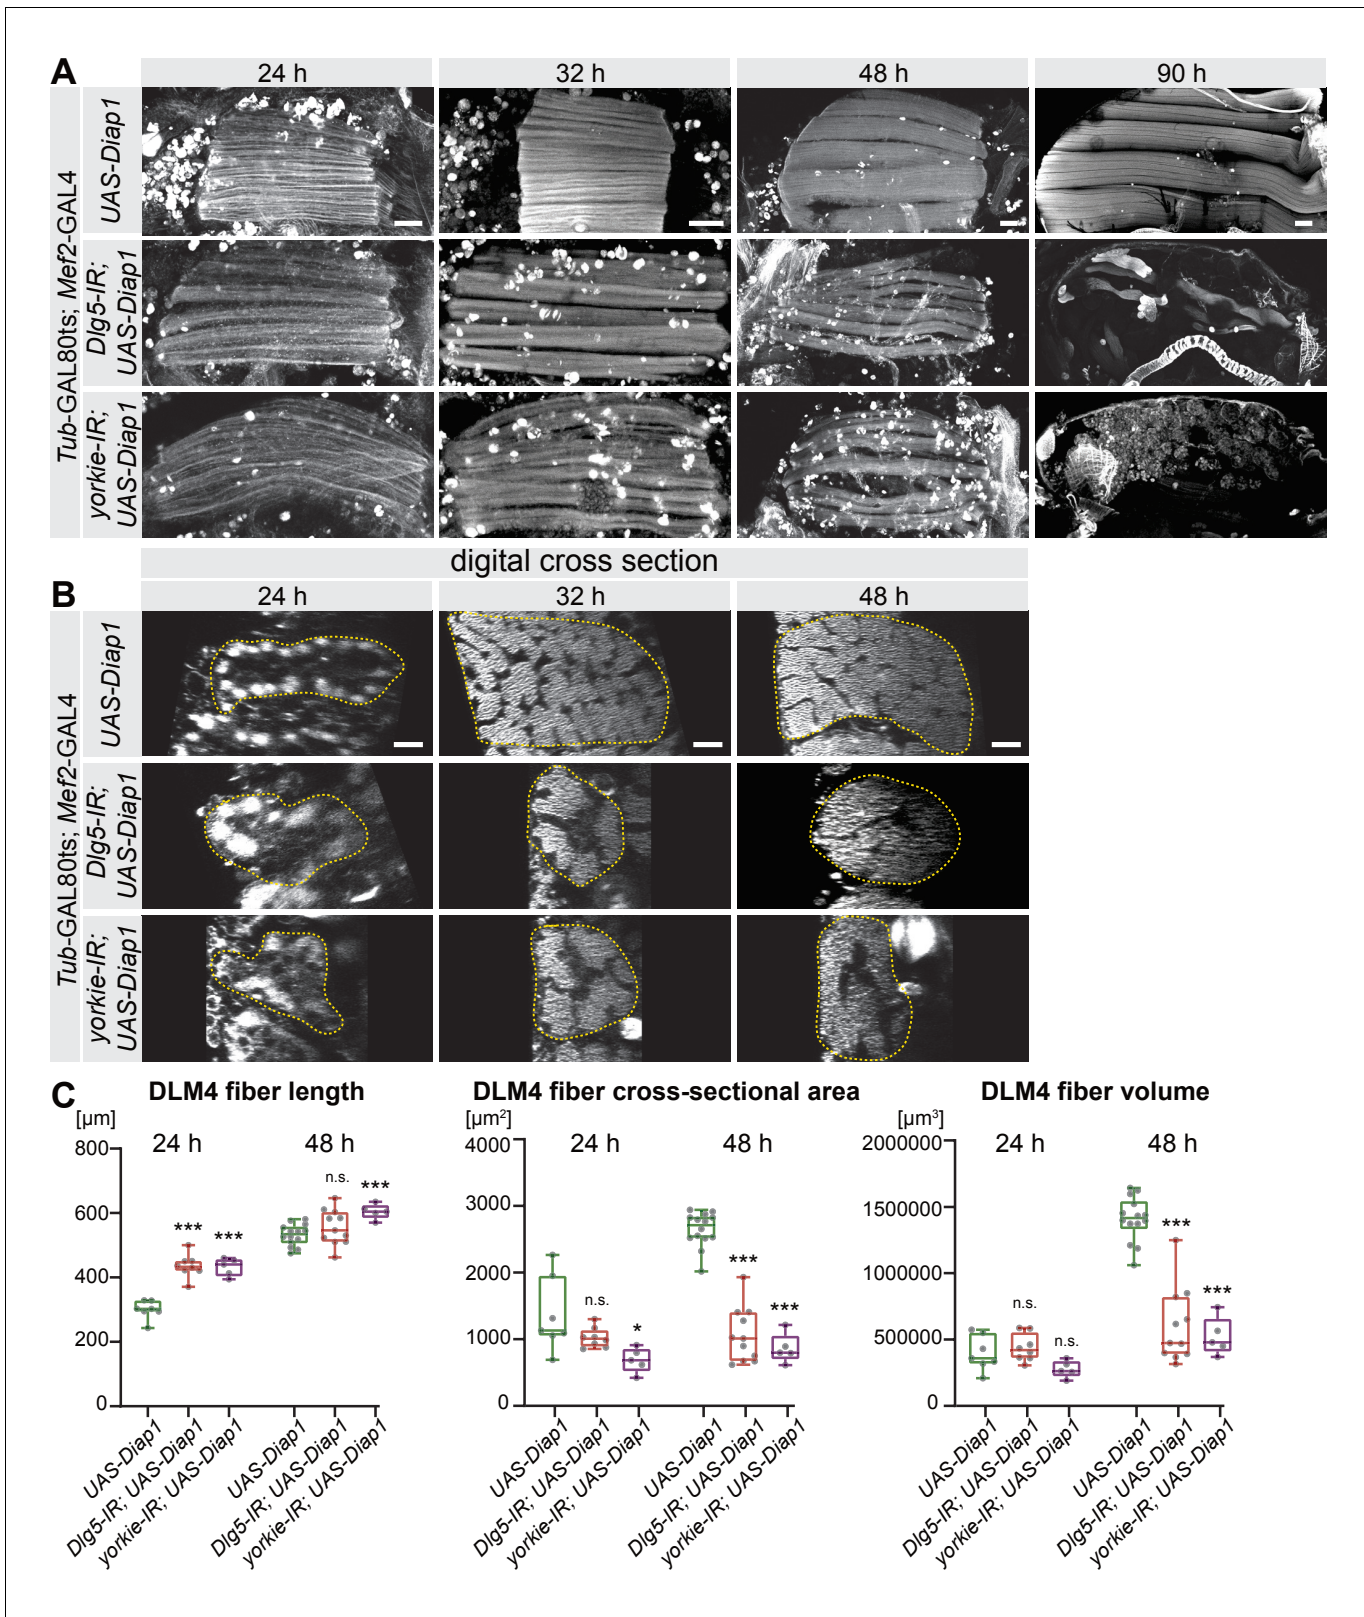 A
24 h
32 h
48 h
90 h
Tub-GAL80ts; Mef2-GAL4
UAS-Diap1
Dlg5-IR;
UAS-Diap1
yorkie-IR;
UAS-Diap1
digital cross section
B
24 h
32 h
48 h
Tub-GAL80ts; Mef2-GAL4
UAS-Diap1
Dlg5-IR;
UAS-Diap1
yorkie-IR;
UAS-Diap1
C
DLM4 fiber length
[µm]
24 h
48 h
800
600
400
200
0
***
***
n.s.
***
UAS-Diap1
Dlg5-IR; UAS-Diap1
yorkie-IR; UAS-Diap1
UAS-Diap1
Dlg5-IR; UAS-Diap1
yorkie-IR; UAS-Diap1
DLM4 fiber cross-sectional area
[µm²]
24 h
48 h
4000
3000
2000
1000
0
n.s.
*
***
***
UAS-Diap1
Dlg5-IR; UAS-Diap1
yorkie-IR; UAS-Diap1
UAS-Diap1
Dlg5-IR; UAS-Diap1
yorkie-IR; UAS-Diap1
DLM4 fiber volume
[µm³]
24 h
48 h
2000000
1500000
1000000
500000
0
n.s.
n.s.
***
***
UAS-Diap1
Dlg5-IR; UAS-Diap1
yorkie-IR; UAS-Diap1
UAS-Diap1
Dlg5-IR; UAS-Diap1
yorkie-IR; UAS-Diap1